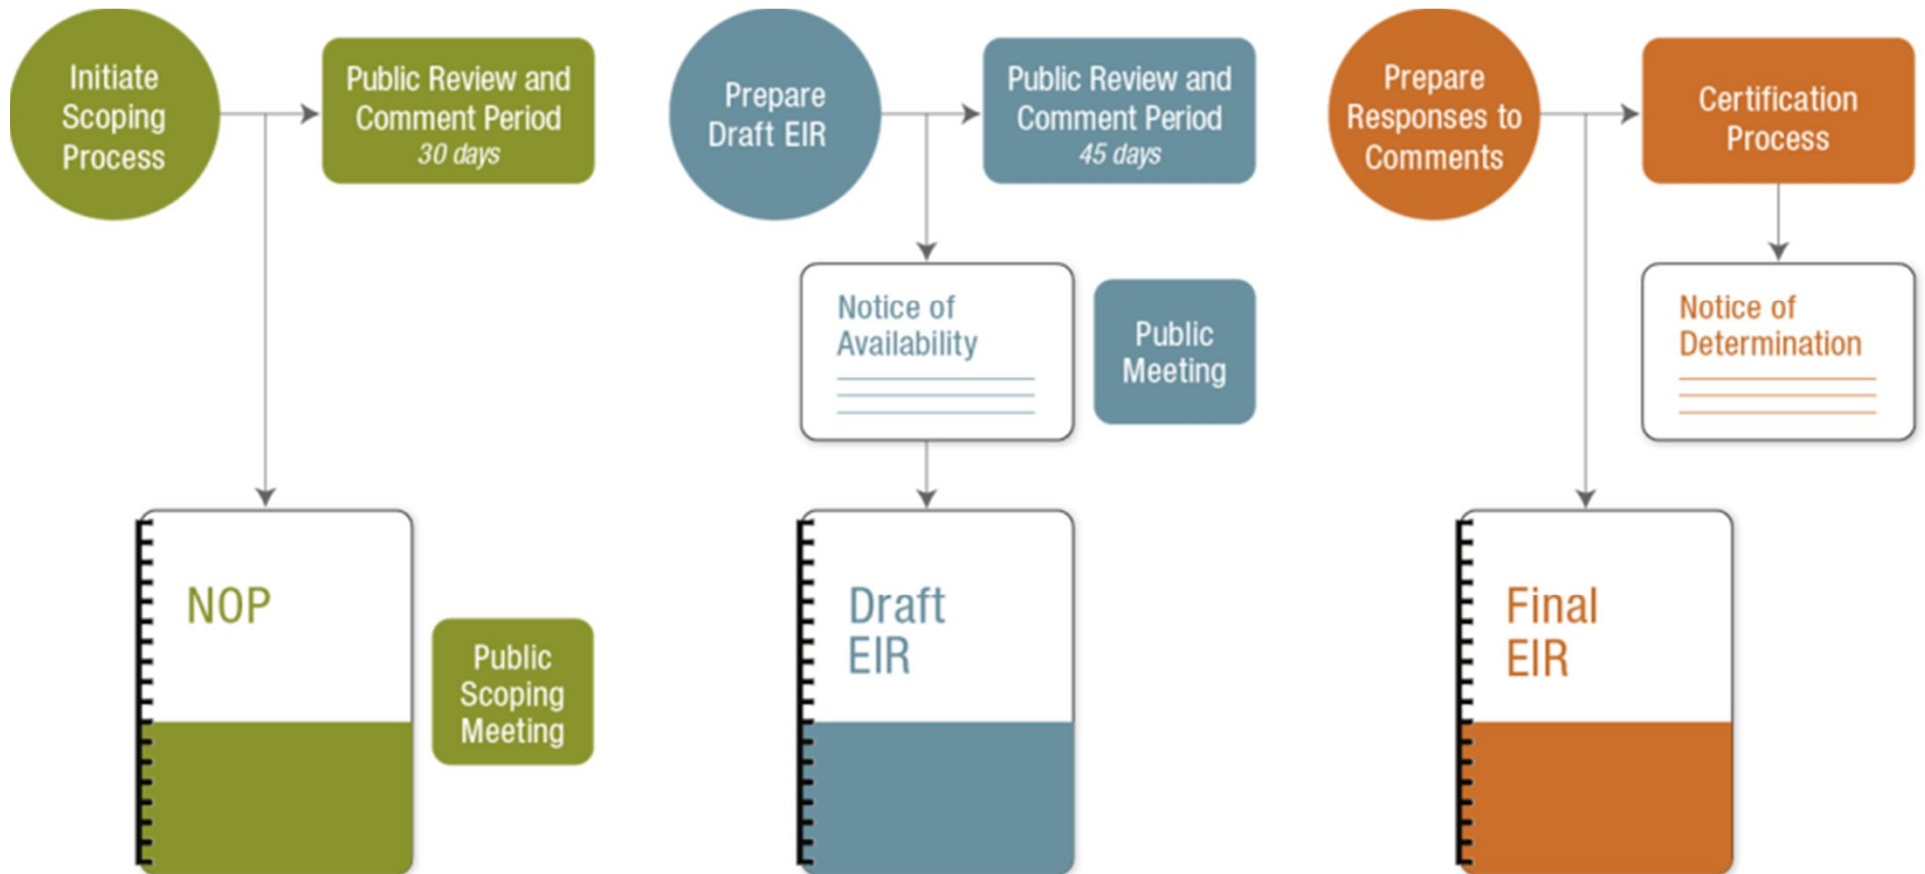 Initiate
Scoping
Process
Public Review and
Comment Period
30 days
NOP
Public
Scoping
Meeting
Prepare
Draft EIR
Public Review and
Comment Period
45 days
Notice of
Availability
Public
Meeting
Draft
EIR
Prepare
Responses to
Comments
Certification
Process
Notice of
Determination
Final
EIR